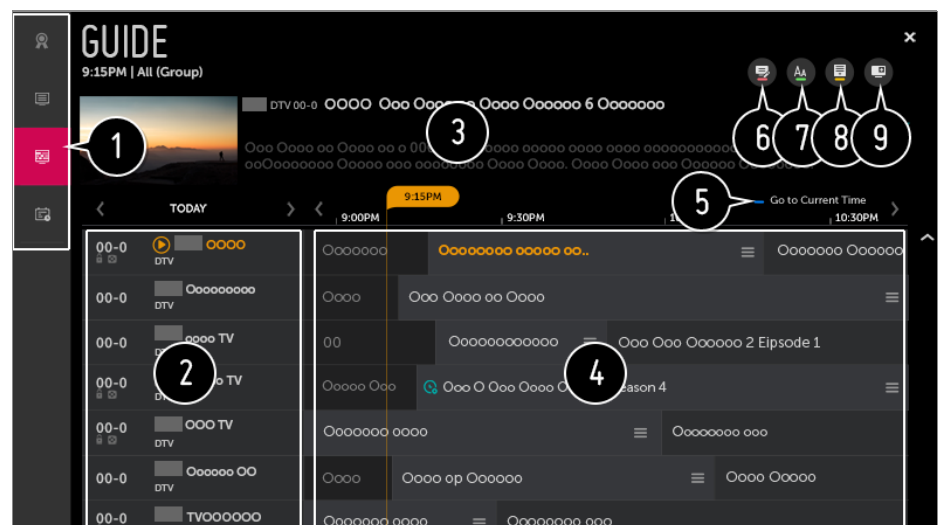 GUIDE
9:15PM | All (Group)
DTV 00-0 OOOO Ooo
Oooo Oooooo 6 Ooooooo
1
3
6 7 8 9
5
Go to Current Time
TODAY
9:15PM
9:00PM 9:30PM 10:30PM
00-0 OOOO Ooooooo Oooooooo ooooo oo.. Ooooooo Oooooo
DTV
00-0 Ooooooooo Oooo Ooo Oooo oo Oooo
DTV
00-0 oooo TV 00 Oooooooooooo Ooo Ooo Oooooo 2 Eipsode 1
2
4
00-0 TV Ooooo Ooo Ooo O Ooo Oooo 4
00-0 OOO TV Ooooooo oooo Oooooooo ooo
DTV
00-0 Oooooo OO Oooo Oooo op Oooooo Oooo Ooooo
DTV
00-0 TVOOOOOO Ooooooo oooo Oooooooo ooo